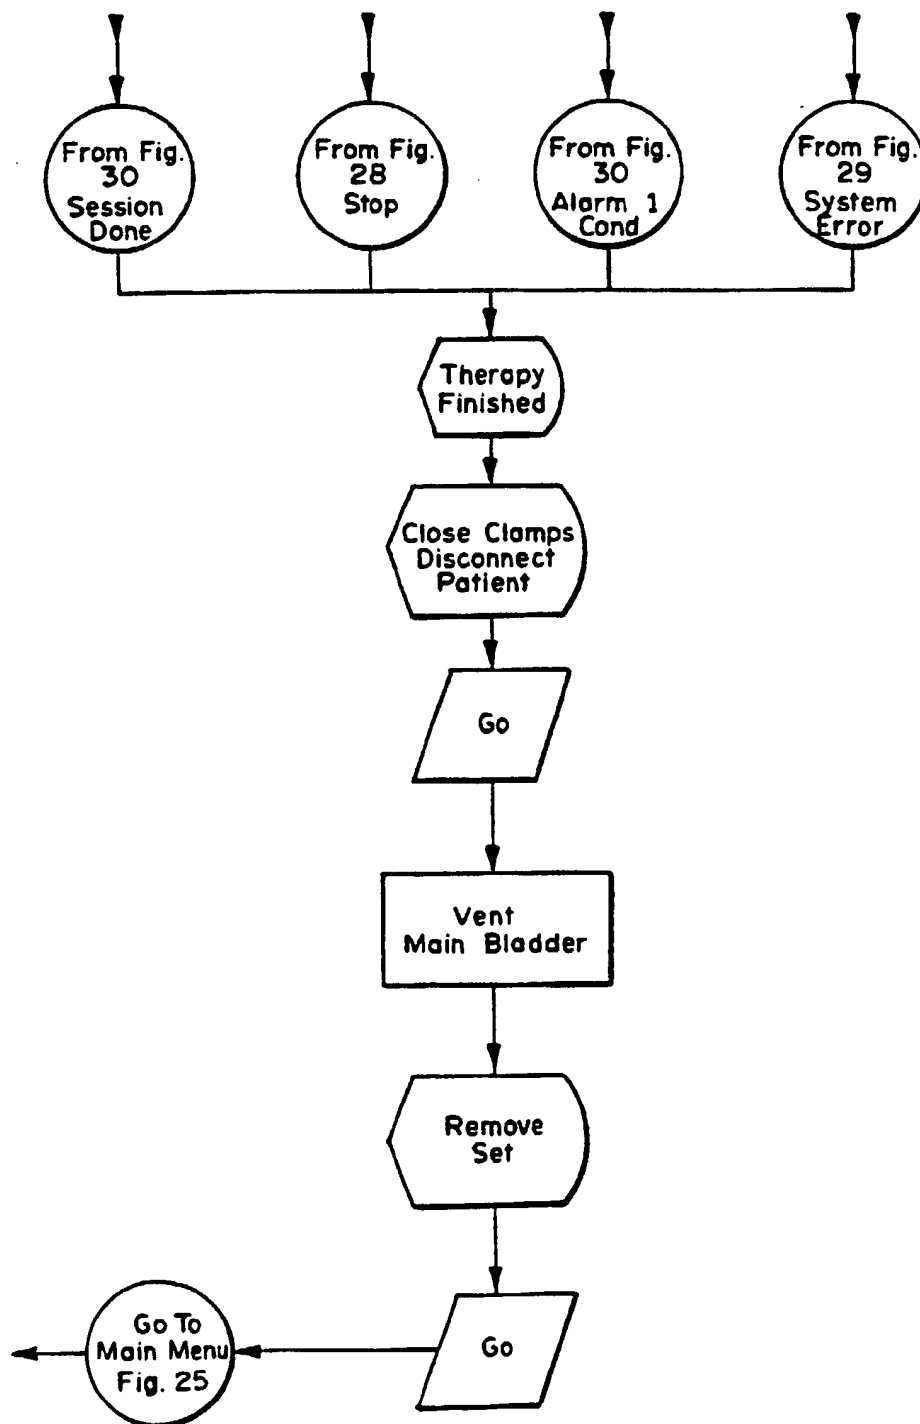 From Fig.
30
Session
Done
From Fig.
28
Stop
From Fig.
30
Alarm 1
Cond
From Fig.
29
System
Error
Therapy
Finished
Close Clamps
Disconnect
Patient
Go
Vent
Main Bladder
Remove
Set
Go
Go To
Main Menu
Fig. 25